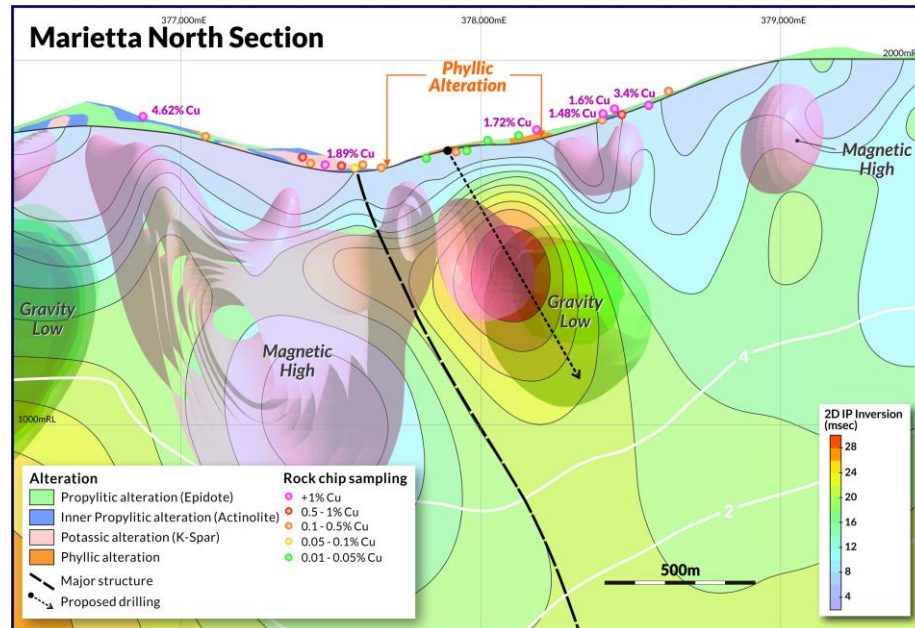 377,000mE
378,000mE
379,000mE
Marietta North Section
2000mRL
Phyllic
Alteration
4.62% Cu
1.89% Cu
1.72% Cu
1.6% Cu
3.4% Cu
1.48% Cu
Magnetic
High
Gravity
Low
Magnetic
High
Gravity
Low
4
2
1000mRL
500m
2D IP Inversion
(msec)
28
24
20
16
12
8
4
Alteration
Propylitic alteration (Epidote)
Inner Propylitic alteration (Actinolite)
Potassic alteration (K-Spar)
Phyllic alteration
Major structure
Proposed drilling
Rock chip sampling
+1% Cu
0.5 - 1% Cu
0.1 - 0.5% Cu
0.05 - 0.1% Cu
0.01 - 0.05% Cu